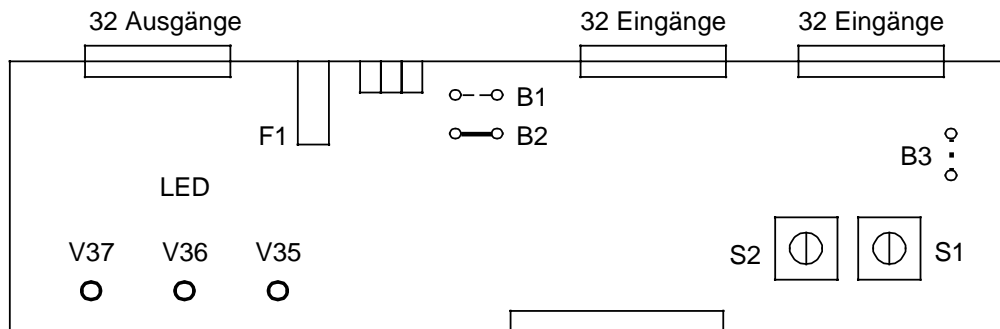 32 Ausgänge 32 Eingänge 32 Eingänge
B1
F1 B2
B3
LED
V37 V36 V35
S2 S1